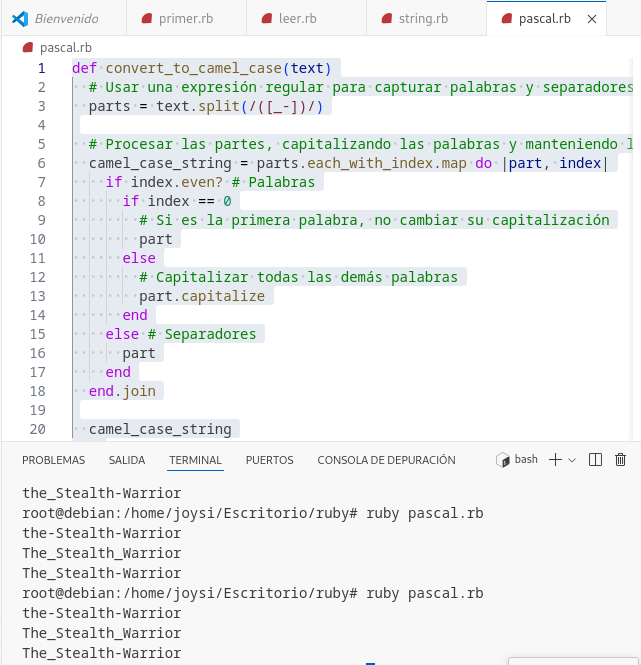 Bienvenido primer.rb leer.rb string.rb pascal.rb
pascal.rb
1 def convert_to_camel_case(text)
2 # Usar una expresión regular para capturar palabras y separadores
3 parts = text.split(/([_-])/)
4
5 # Procesar las partes, capitalizando las palabras y manteniendo l
6 camel_case_string = parts.each_with_index.map do |part, index|
7 if index.even? # Palabras
8 if index == 0
9 # Si es la primera palabra, no cambiar su capitalización
10 part
11 else
12 # Capitalizar todas las demás palabras
13 part.capitalize
14 end
15 else # Separadores
16 part
17 end
18 end.join
19
20 camel_case_string
PROBLEMAS SALIDA TERMINAL PUERTOS CONSOLA DE DEPURACIÓN bash
the_Stealth-Warrior
root@debian:/home/joysi/Escritorio/ruby# ruby pascal.rb
the-Stealth-Warrior
The_Stealth_Warrior
The_Stealth-Warrior
root@debian:/home/joysi/Escritorio/ruby# ruby pascal.rb
the-Stealth-Warrior
The_Stealth_Warrior
The_Stealth-Warrior